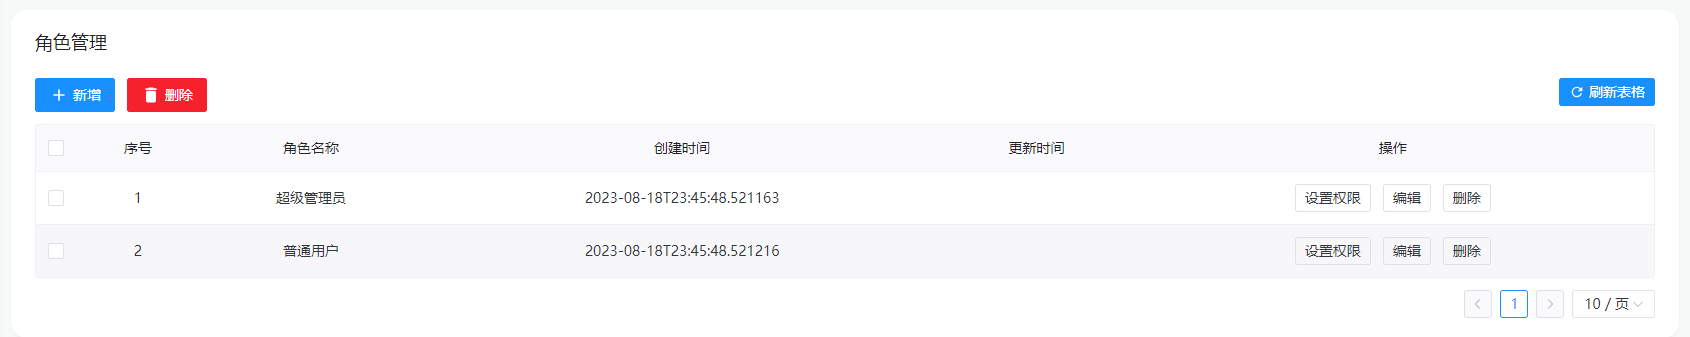 角色管理
新增 删除 刷新表格
序号 角色名称 创建时间 更新时间 操作
1 超级管理员 2023-08-18T23:45:48.521163 设置权限 编辑 删除
2 普通用户 2023-08-18T23:45:48.521216 设置权限 编辑 删除
1 10 / 页